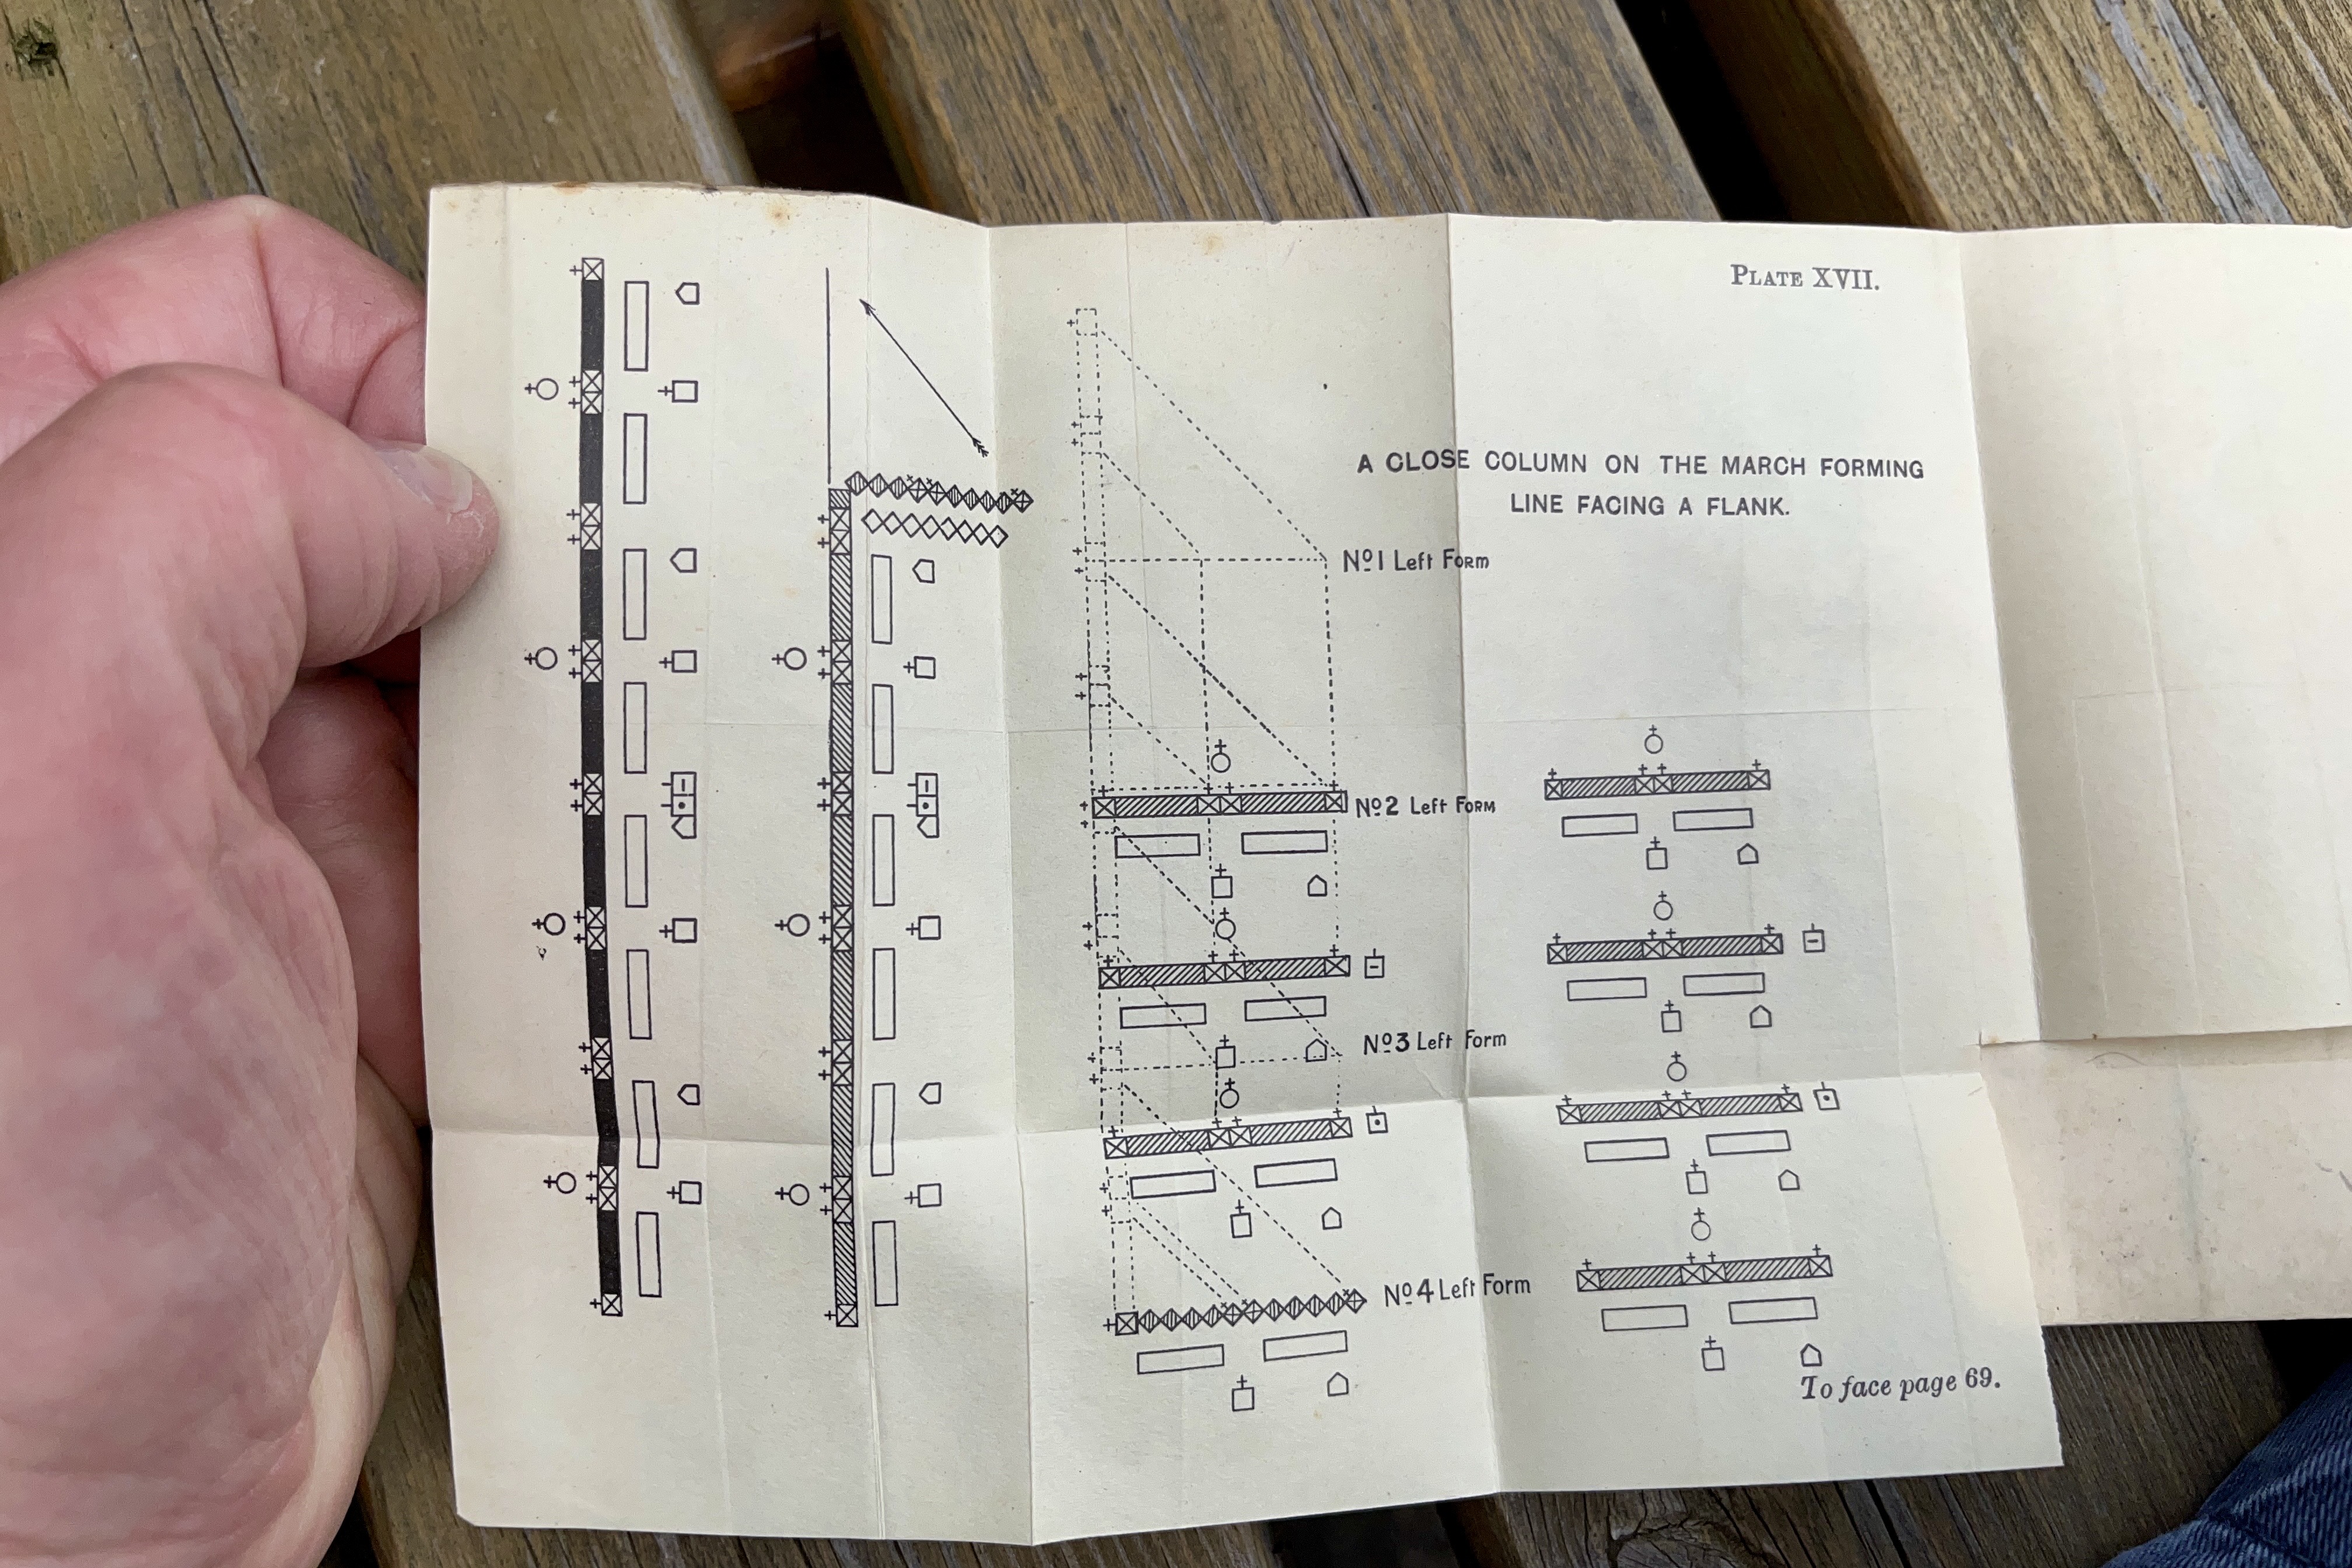 PLATE XVII.
A CLOSE COLUMN ON THE MARCH FORMING
LINE FACING A FLANK.
No1 Left Form
No2 Left Form
No3 Left Form
No4 Left Form
To face page 69.